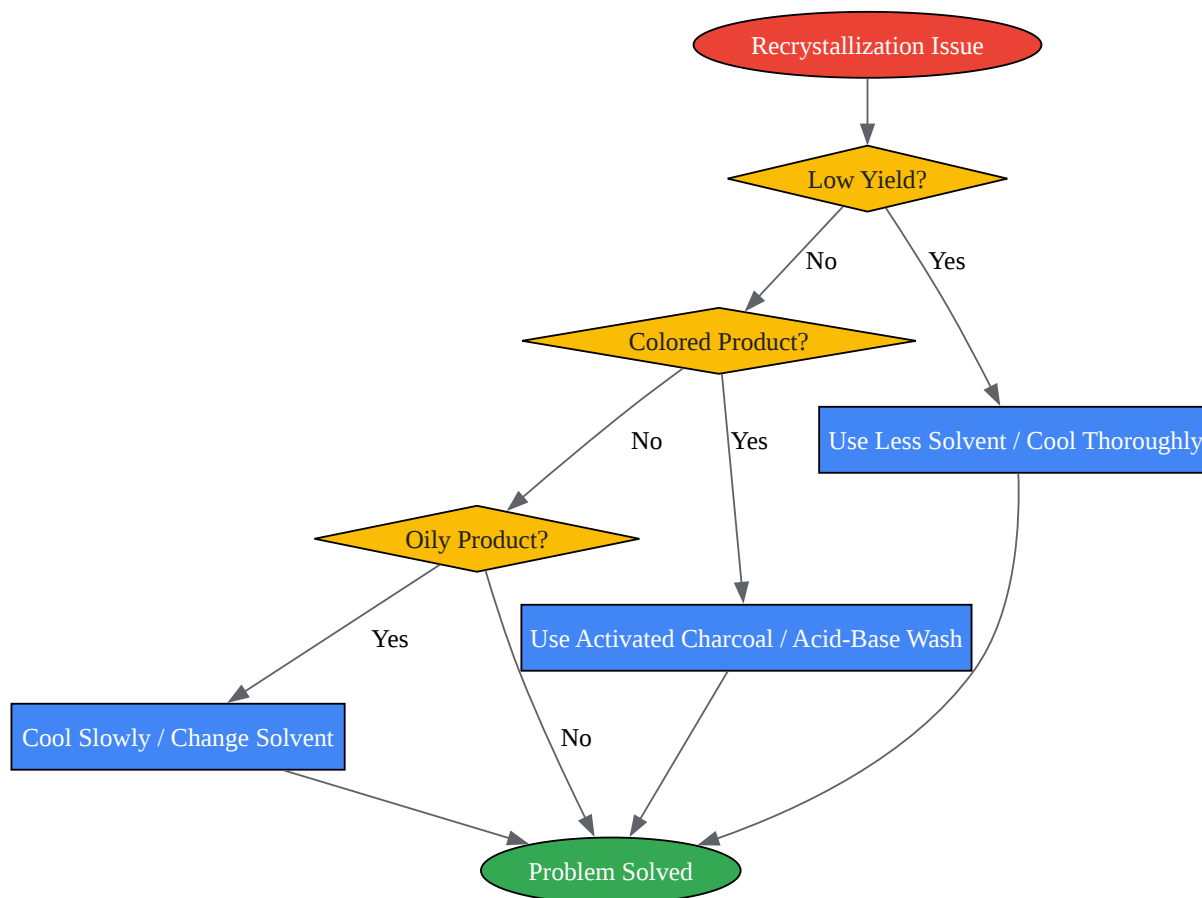 Recrystallization Issue
Low Yield?
No
Yes
Colored Product?
No
Yes
Use Less Solvent / Cool Thoroughly
Oily Product?
Yes
Use Activated Charcoal / Acid-Base Wash
Cool Slowly / Change Solvent
No
Problem Solved